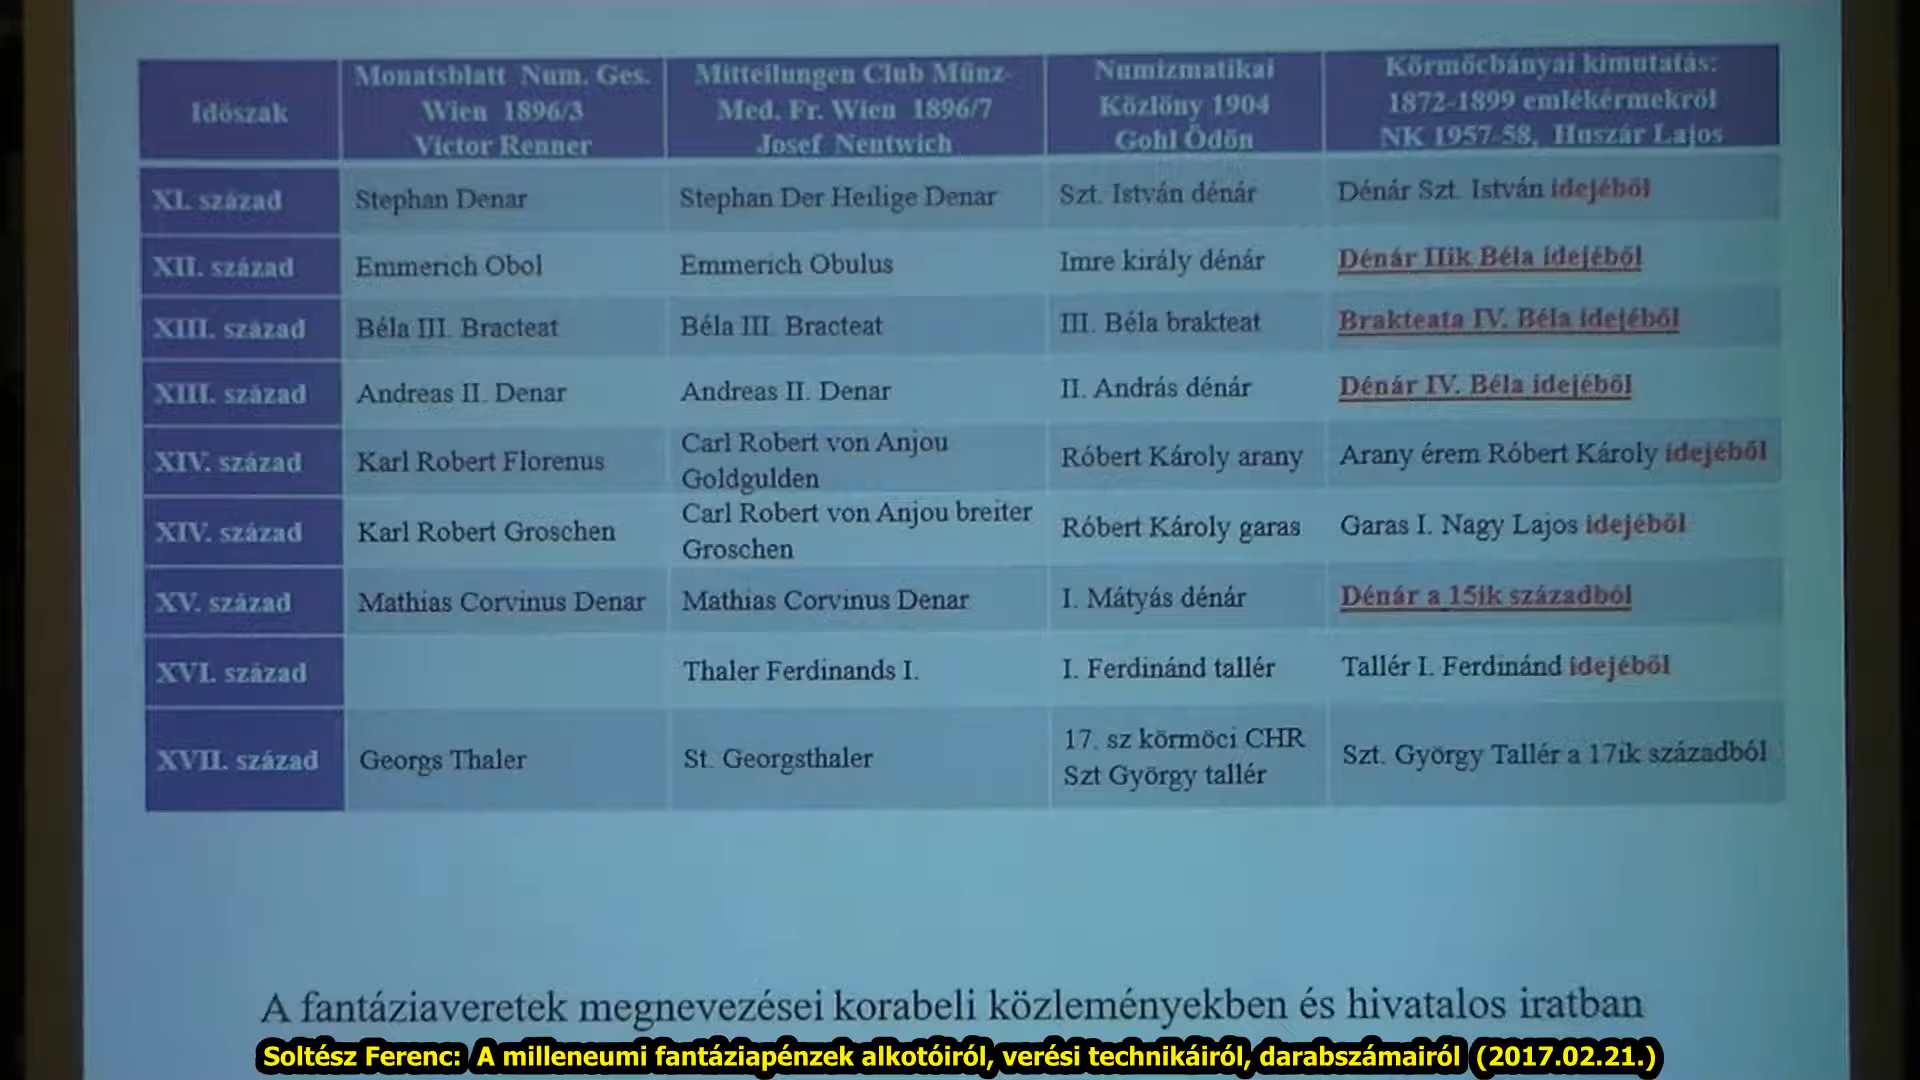 Időszak
Monatsblatt Num. Ges.
Wien 1896/3
Victor Renner
Mitteilungen Club Münz-
Med. Fr. Wien 1896/7
Josef Nentwich
Numizmatikai
Közlöny 1904
Gohl Ödön
Körmöcbányai kimutatás:
1872-1899 emlékérmekről
NK 1957-58, Huszár Lajos
XI. század
Stephan Denar
Stephan Der Heilige Denar
Szt. István dénár
Dénár Szt. István idejéből
XII. század
Emmerich Obol
Emmerich Obulus
Imre király dénár
Dénár IIik Béla idejéből
XIII. század
Béla III. Bracteat
Béla III. Bracteat
III. Béla brakteat
Brakteata IV. Béla idejéből
XIII. század
Andreas II. Denar
Andreas II. Denar
II. András dénár
Dénár IV. Béla idejéből
XIV. század
Karl Robert Florenus
Carl Robert von Anjou
Goldgulden
Róbert Károly arany
Arany érem Róbert Károly idejéből
XIV. század
Karl Robert Groschen
Carl Robert von Anjou breiter
Groschen
Róbert Károly garas
Garas I. Nagy Lajos idejéből
XV. század
Mathias Corvinus Denar
Mathias Corvinus Denar
I. Mátyás dénár
Dénár a 15ik századból
XVI. század
Thaler Ferdinands I.
I. Ferdinánd tallér
Tallér I. Ferdinánd idejéből
XVII. század
Georgs Thaler
St. Georgsthaler
17. sz körmöci CHR
Szt György tallér
Szt. György Tallér a 17ik századból
A fantáziaveretek megnevezései korabeli közleményekben és hivatalos iratban
Soltész Ferenc: A milleneumi fantáziapénzek alkotóiról, verési technikáiról, darabszámairól (2017.02.21.)